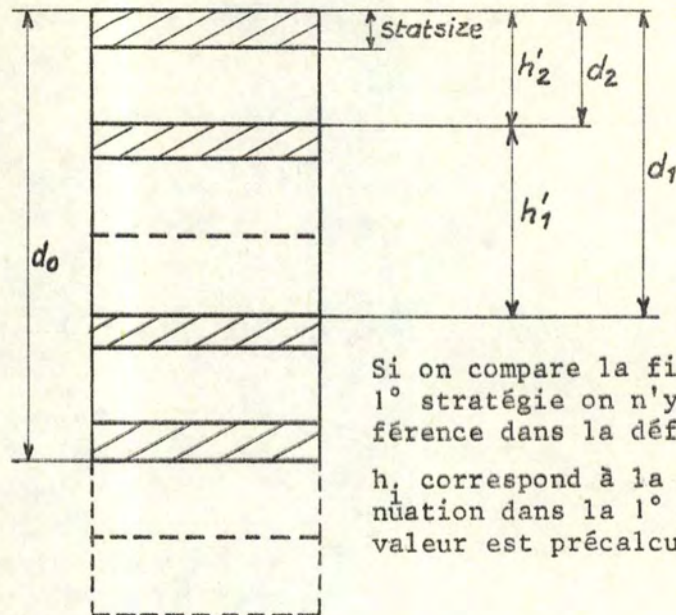 statsize
h'2
d2
d1
h'1
d0
Si on compare la fi
1° stratégie on n'y
férence dans la déf
hi correspond à la
nuation dans la 1°
valeur est précalcu